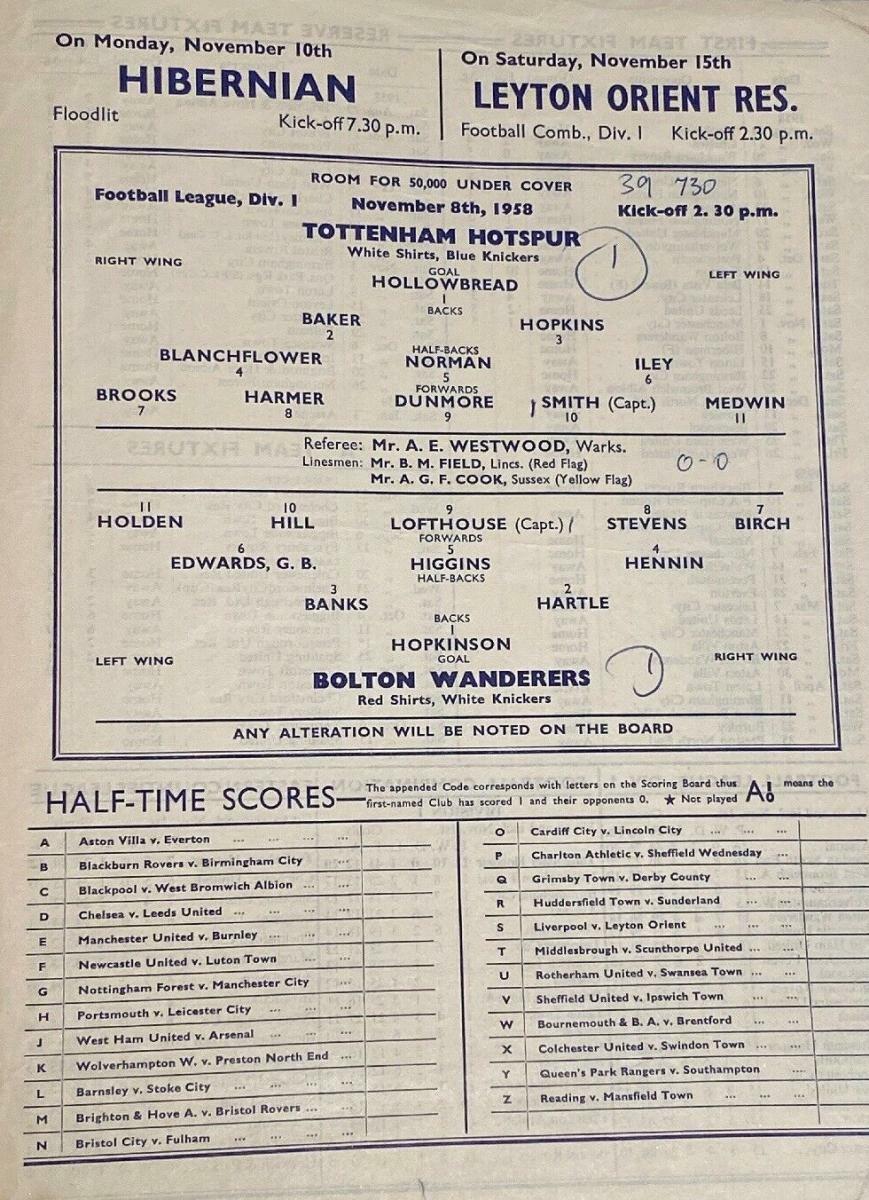 On Monday, November 10th
HIBERNIAN
Floodlit Kick-off 7.30 p.m.
On Saturday, November 15th
LEYTON ORIENT RES.
Football Comb., Div. 1 Kick-off 2.30 p.m.
ROOM FOR 50,000 UNDER COVER 39 730
Football League, Div. 1 November 8th, 1958 Kick-off 2. 30 p.m.
TOTTENHAM HOTSPUR
White Shirts, Blue Knickers 1
RIGHT WING GOAL LEFT WING
HOLLOWBREAD
1
BACKS
BAKER HOPKINS
2 3
HALF-BACKS
BLANCHFLOWER NORMAN ILEY
4 5 6
FORWARDS
BROOKS HARMER DUNMORE 1 SMITH (Capt.) MEDWIN
7 8 9 10 11
Referee: Mr. A. E. WESTWOOD, Warks.
Linesmen: Mr. B. M. FIELD, Lincs. (Red Flag) 0-0
Mr. A. G. F. COOK, Sussex (Yellow Flag)
11 10 9 8 7
HOLDEN HILL LOFTHOUSE (Capt.) 1 STEVENS BIRCH
FORWARDS
6 5 4
EDWARDS, G. B. HIGGINS HENNIN
HALF-BACKS
3 2
BANKS HARTLE
BACKS
1
HOPKINSON
LEFT WING GOAL 1 RIGHT WING
BOLTON WANDERERS
Red Shirts, White Knickers
ANY ALTERATION WILL BE NOTED ON THE BOARD
HALF-TIME SCORES—The appended Code corresponds with letters on the Scoring Board thus A 1 0 means the
first-named Club has scored 1 and their opponents 0. ★ Not played
A Aston Villa v. Everton ... ... ...
B Blackburn Rovers v. Birmingham City ...
C Blackpool v. West Bromwich Albion ... ...
D Chelsea v. Leeds United ... ... ...
E Manchester United v. Burnley ... ... ...
F Newcastle United v. Luton Town ... ...
G Nottingham Forest v. Manchester City ...
H Portsmouth v. Leicester City ... ... ...
J West Ham United v. Arsenal ... ... ...
K Wolverhampton W. v. Preston North End ...
L Barnsley v. Stoke City ... ... ...
M Brighton & Hove A. v. Bristol Rovers ... ...
N Bristol City v. Fulham ... ... ... ...
O Cardiff City v. Lincoln City ... ... ...
P Charlton Athletic v. Sheffield Wednesday ...
Q Grimsby Town v. Derby County ... ...
R Huddersfield Town v. Sunderland ... ...
S Liverpool v. Leyton Orient ... ... ...
T Middlesbrough v. Scunthorpe United ... ...
U Rotherham United v. Swansea Town ... ...
V Sheffield United v. Ipswich Town ... ...
W Bournemouth & B. A. v. Brentford ... ...
X Colchester United v. Swindon Town ... ...
Y Queen's Park Rangers v. Southampton ...
Z Reading v. Mansfield Town ... ... ...